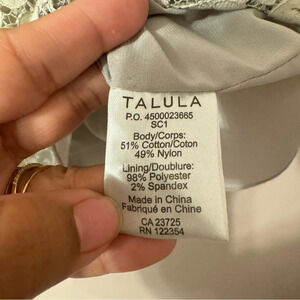 TALULA
P.O. 4500023665
SC1
Body/Corps:
51% Cotton/Coton
49% Nylon
Lining/Doublure:
98% Polyester
2% Spandex
Made in China
Fabriqué en Chine
CA 23725
RN 122354